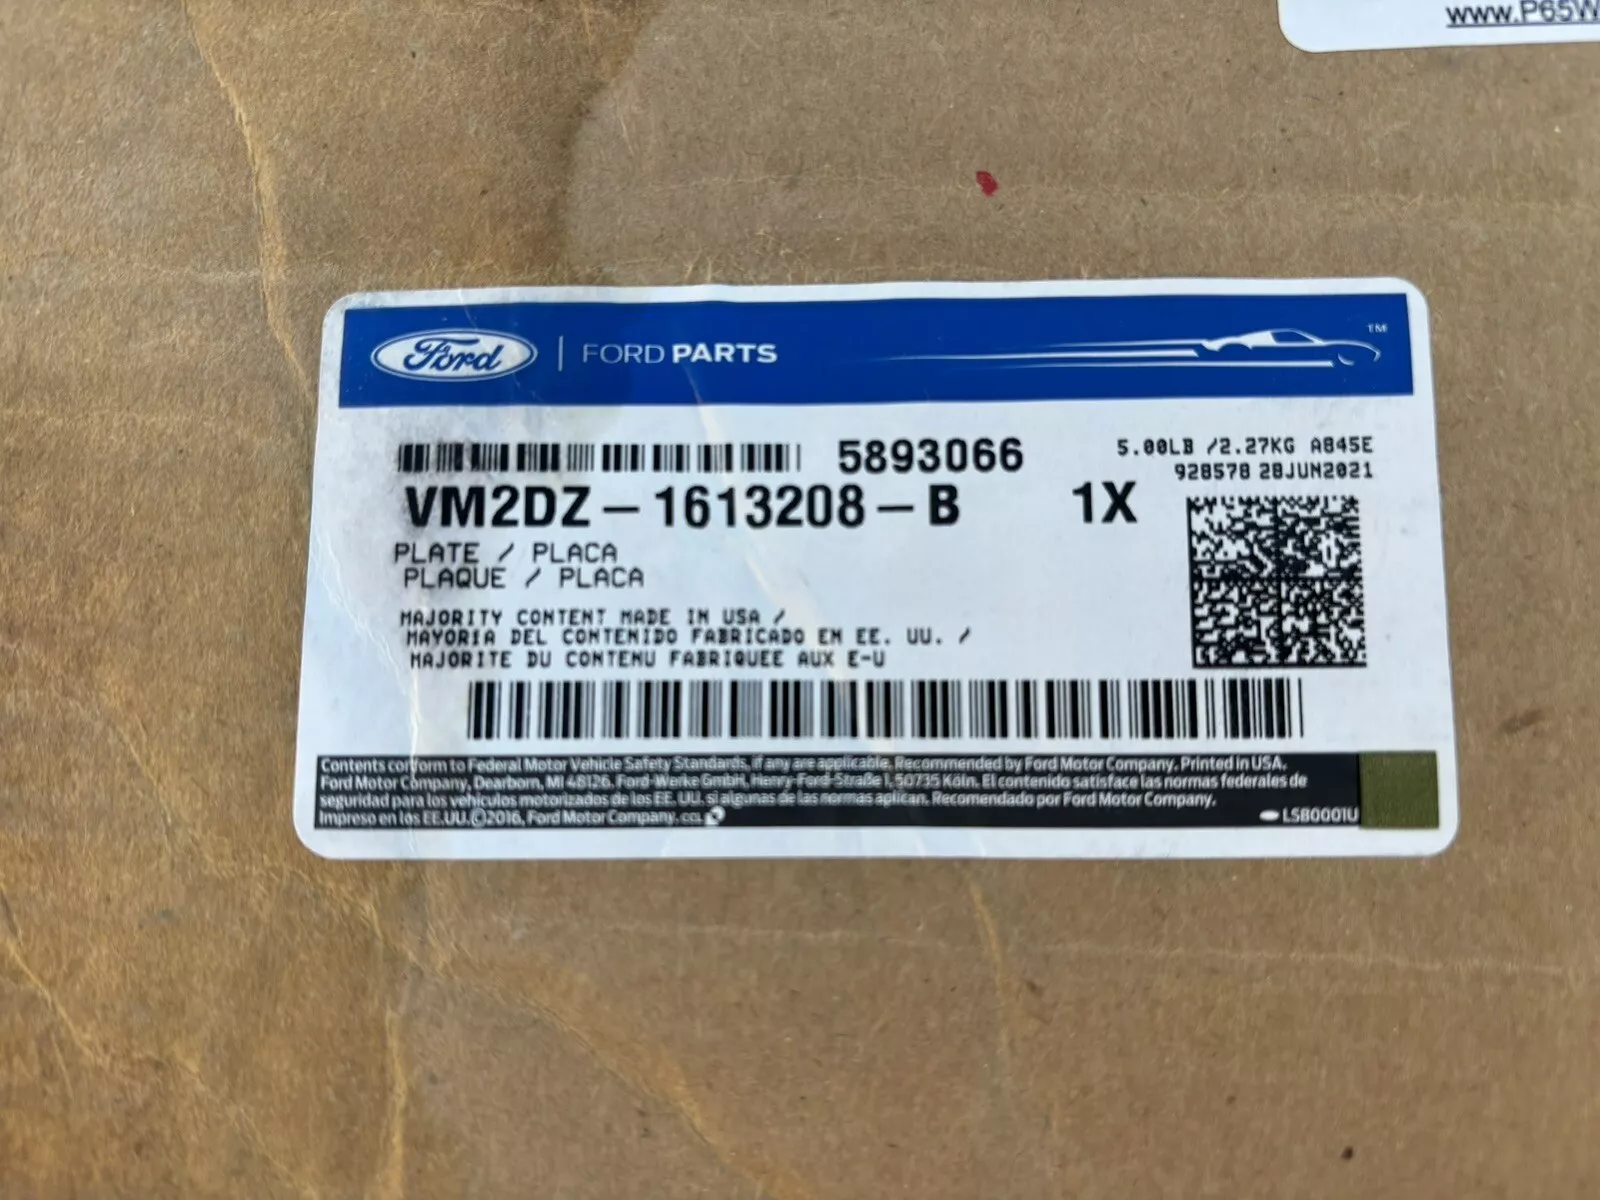 www.P65W
Ford | FORD PARTS ™
5893066
5.00LB /2.27KG A845E
928578 28JUN2021
VM2DZ-1613208-B 1X
PLATE / PLACA
PLAQUE / PLACA
MAJORITY CONTENT MADE IN USA /
MAYORIA DEL CONTENIDO FABRICADO EN EE. UU. /
MAJORITE DU CONTENU FABRIQUEE AUX E-U
Contents conform to Federal Motor Vehicle Safety Standards, if any are applicable. Recommended by Ford Motor Company. Printed in USA.
Ford Motor Company, Dearborn, MI 48126. Ford-Werke GmbH, Henry-Ford-Straße 1, 50735 Köln. El contenido satisface las normas federales de
seguridad para los vehículos motorizados de los EE. UU. si algunas de las normas aplican. Recomendado por Ford Motor Company.
Impreso en los EE.UU. ©2016, Ford Motor Company. CCL
LSB0001U